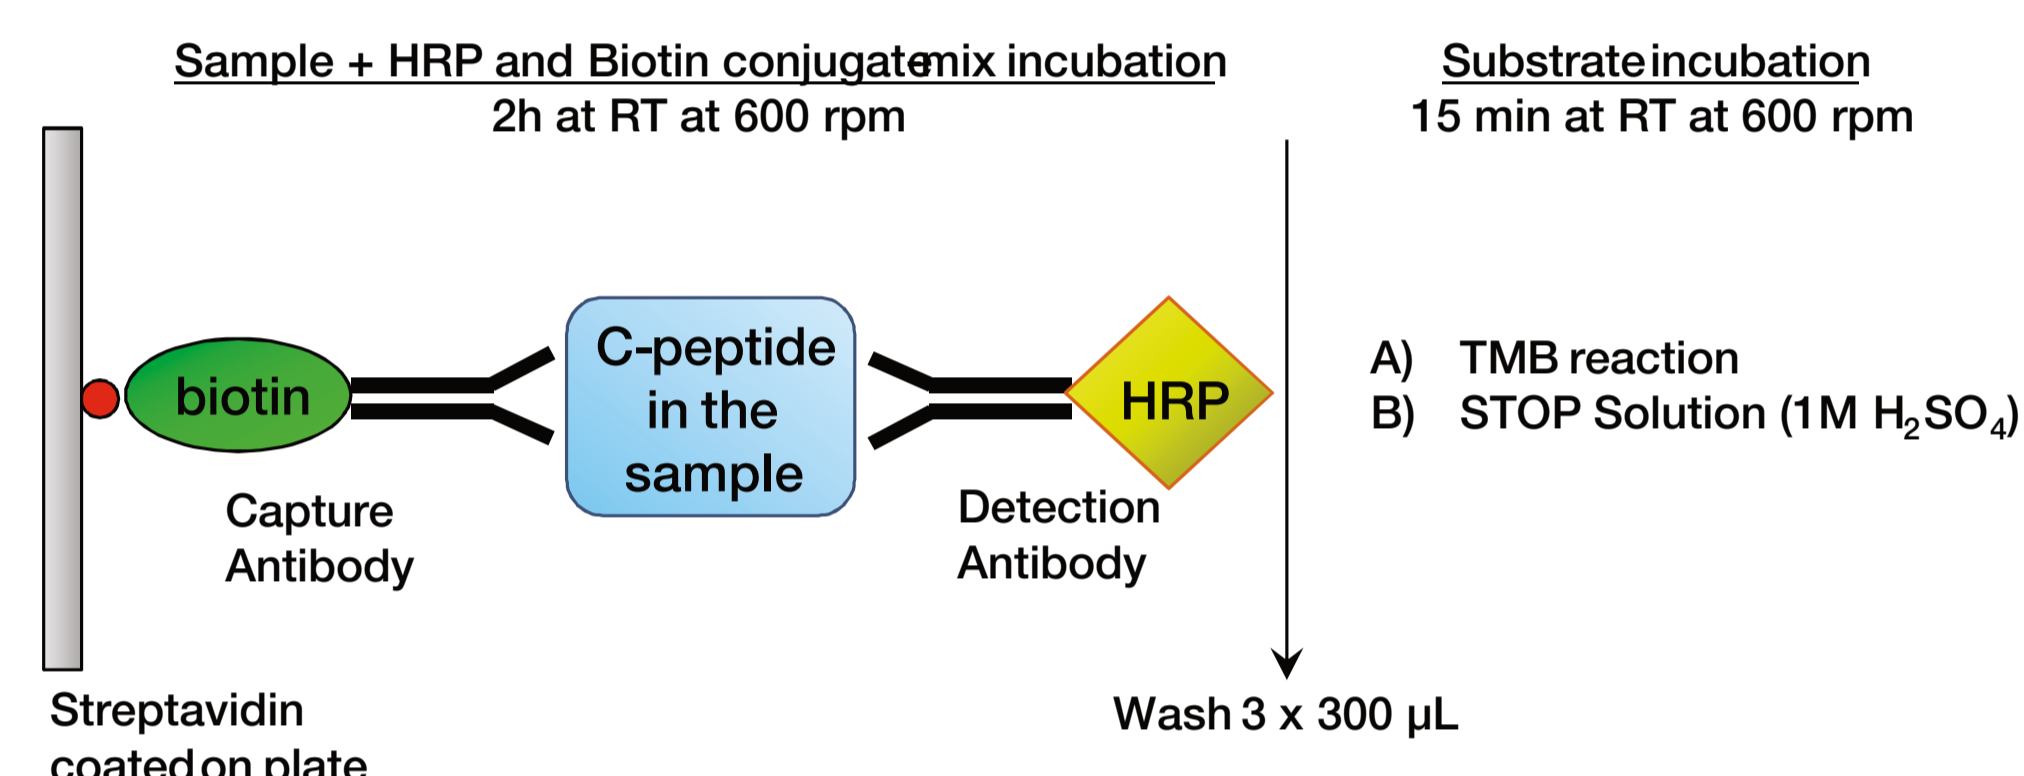 Sample + HRP and Biotin conjugatemix incubation
2h at RT at 600 rpm
Substrate incubation
15 min at RT at 600 rpm
biotin
C-peptide
in the
sample
HRP
A) TMB reaction
B) STOP Solution (1M H₂SO₄)
Capture
Antibody
Detection
Antibody
Streptavidin
coated on plate
Wash 3 x 300 µL